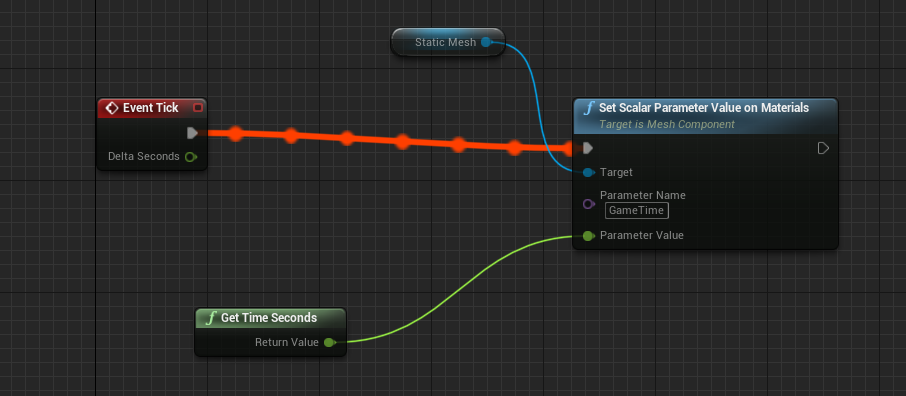 Static Mesh
Event Tick
Delta Seconds
Set Scalar Parameter Value on Materials
Target is Mesh Component
Target
Parameter Name
GameTime
Parameter Value
Get Time Seconds
Return Value